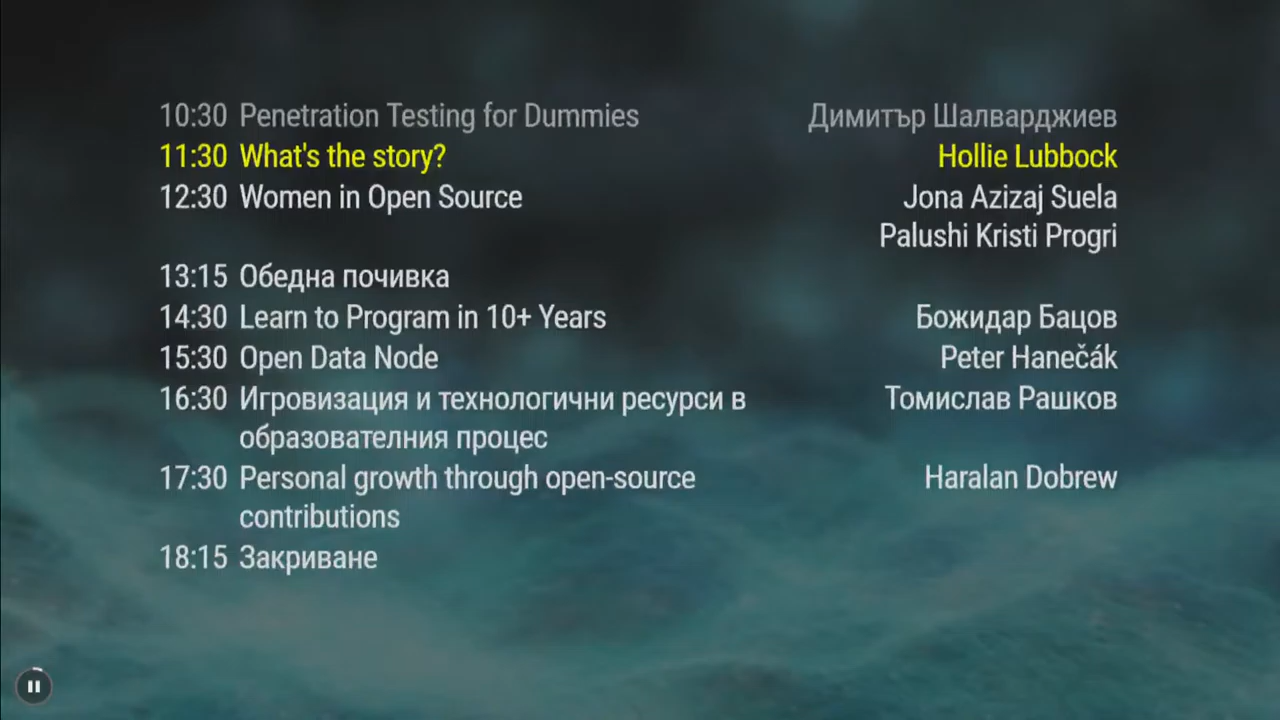 10:30 Penetration Testing for Dummies Димитър Шалварджиев
11:30 What's the story? Hollie Lubbock
12:30 Women in Open Source Jona Azizaj Suela
Palushi Kristi Progri
13:15 Обедна почивка
14:30 Learn to Program in 10+ Years Божидар Бацов
15:30 Open Data Node Peter Hanečák
16:30 Игровизация и технологични ресурси в Томислав Рашков
образователния процес
17:30 Personal growth through open-source Haralan Dobrew
contributions
18:15 Закриване